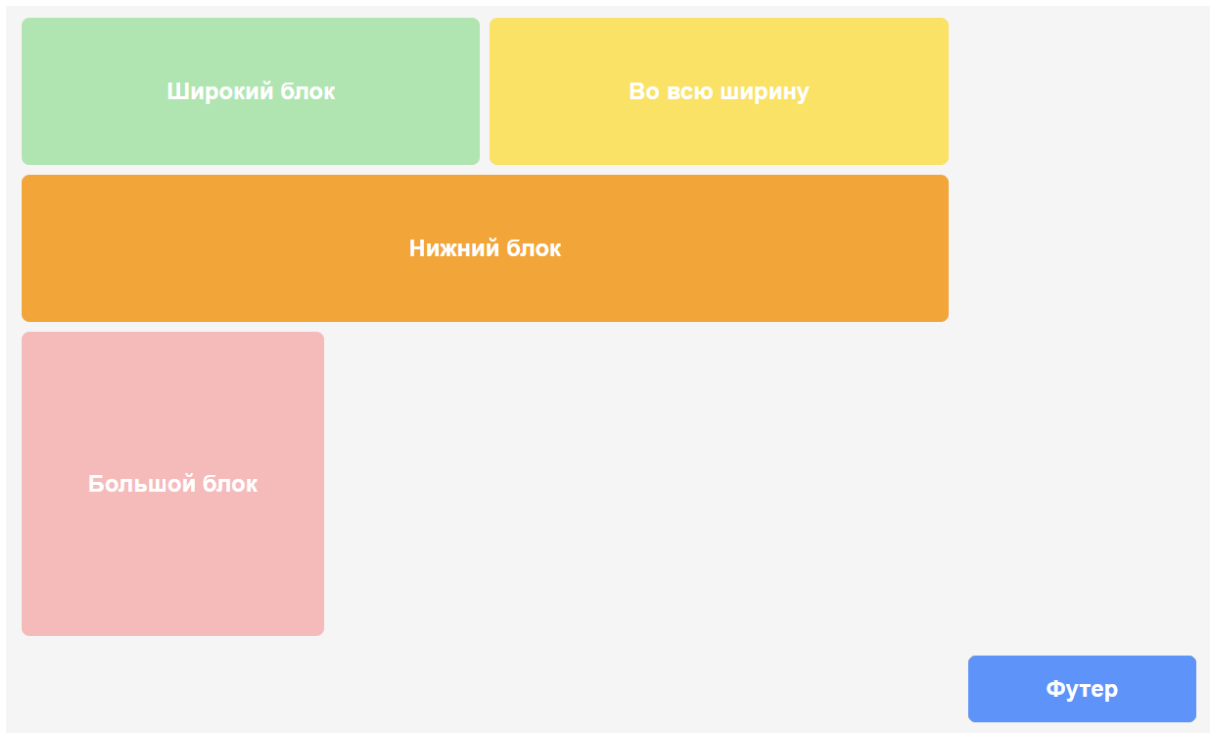 Широкий блок
Во всю ширину
Нижний блок
Большой блок
Футер